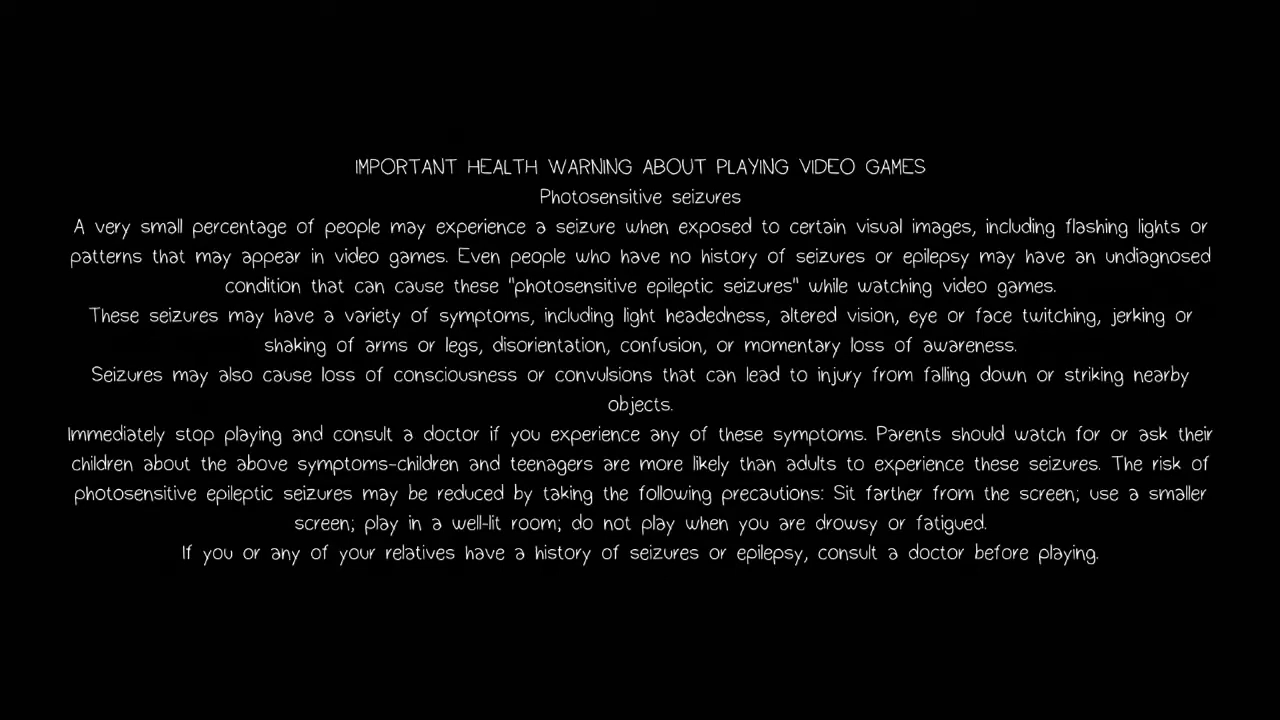 IMPORTANT HEALTH WARNING ABOUT PLAYING VIDEO GAMES
Photosensitive seizures
A very small percentage of people may experience a seizure when exposed to certain visual images, including flashing lights or
patterns that may appear in video games. Even people who have no history of seizures or epilepsy may have an undiagnosed
condition that can cause these "photosensitive epileptic seizures" while watching video games.
These seizures may have a variety of symptoms, including light headedness, altered vision, eye or face twitching, jerking or
shaking of arms or legs, disorientation, confusion, or momentary loss of awareness.
Seizures may also cause loss of consciousness or convulsions that can lead to injury from falling down or striking nearby
objects.
Immediately stop playing and consult a doctor if you experience any of these symptoms. Parents should watch for or ask their
children about the above symptoms-children and teenagers are more likely than adults to experience these seizures. The risk of
photosensitive epileptic seizures may be reduced by taking the following precautions: Sit farther from the screen; use a smaller
screen; play in a well-lit room; do not play when you are drowsy or fatigued.
If you or any of your relatives have a history of seizures or epilepsy, consult a doctor before playing.